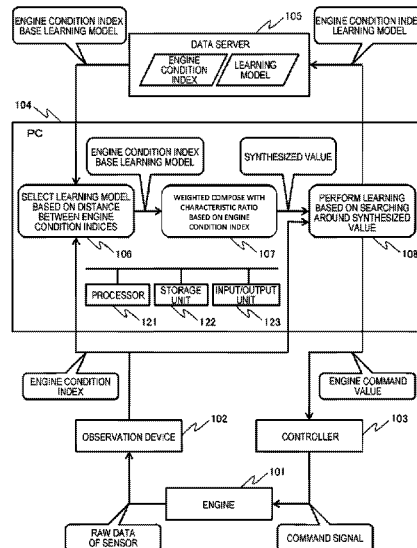 ENGINE CONDITION INDEX
BASE LEARNING MODEL
105
DATA SERVER
ENGINE
CONDITION
INDEX
LEARNING
MODEL
ENGINE CONDITION INDEX
LEARNING MODEL
104
PC
ENGINE CONDITION INDEX
BASE LEARNING MODEL
SYNTHESIZED VALUE
SELECT LEARNING MODEL
BASED ON DISTANCE
BETWEEN ENGINE
CONDITION INDICES
106
WEIGHTED COMPOSE WITH
CHARACTERISTIC RATIO
BASED ON ENGINE
CONDITION INDEX
107
PERFORM LEARNING
BASED ON SEARCHING
AROUND SYNTHESIZED
VALUE
108
PROCESSOR
121
STORAGE
UNIT
122
INPUT/OUTPUT
UNIT
123
ENGINE CONDITION
INDEX
102
OBSERVATION DEVICE
ENGINE COMMAND
VALUE
103
CONTROLLER
101
ENGINE
RAW DATA
OF SENSOR
COMMAND SIGNAL